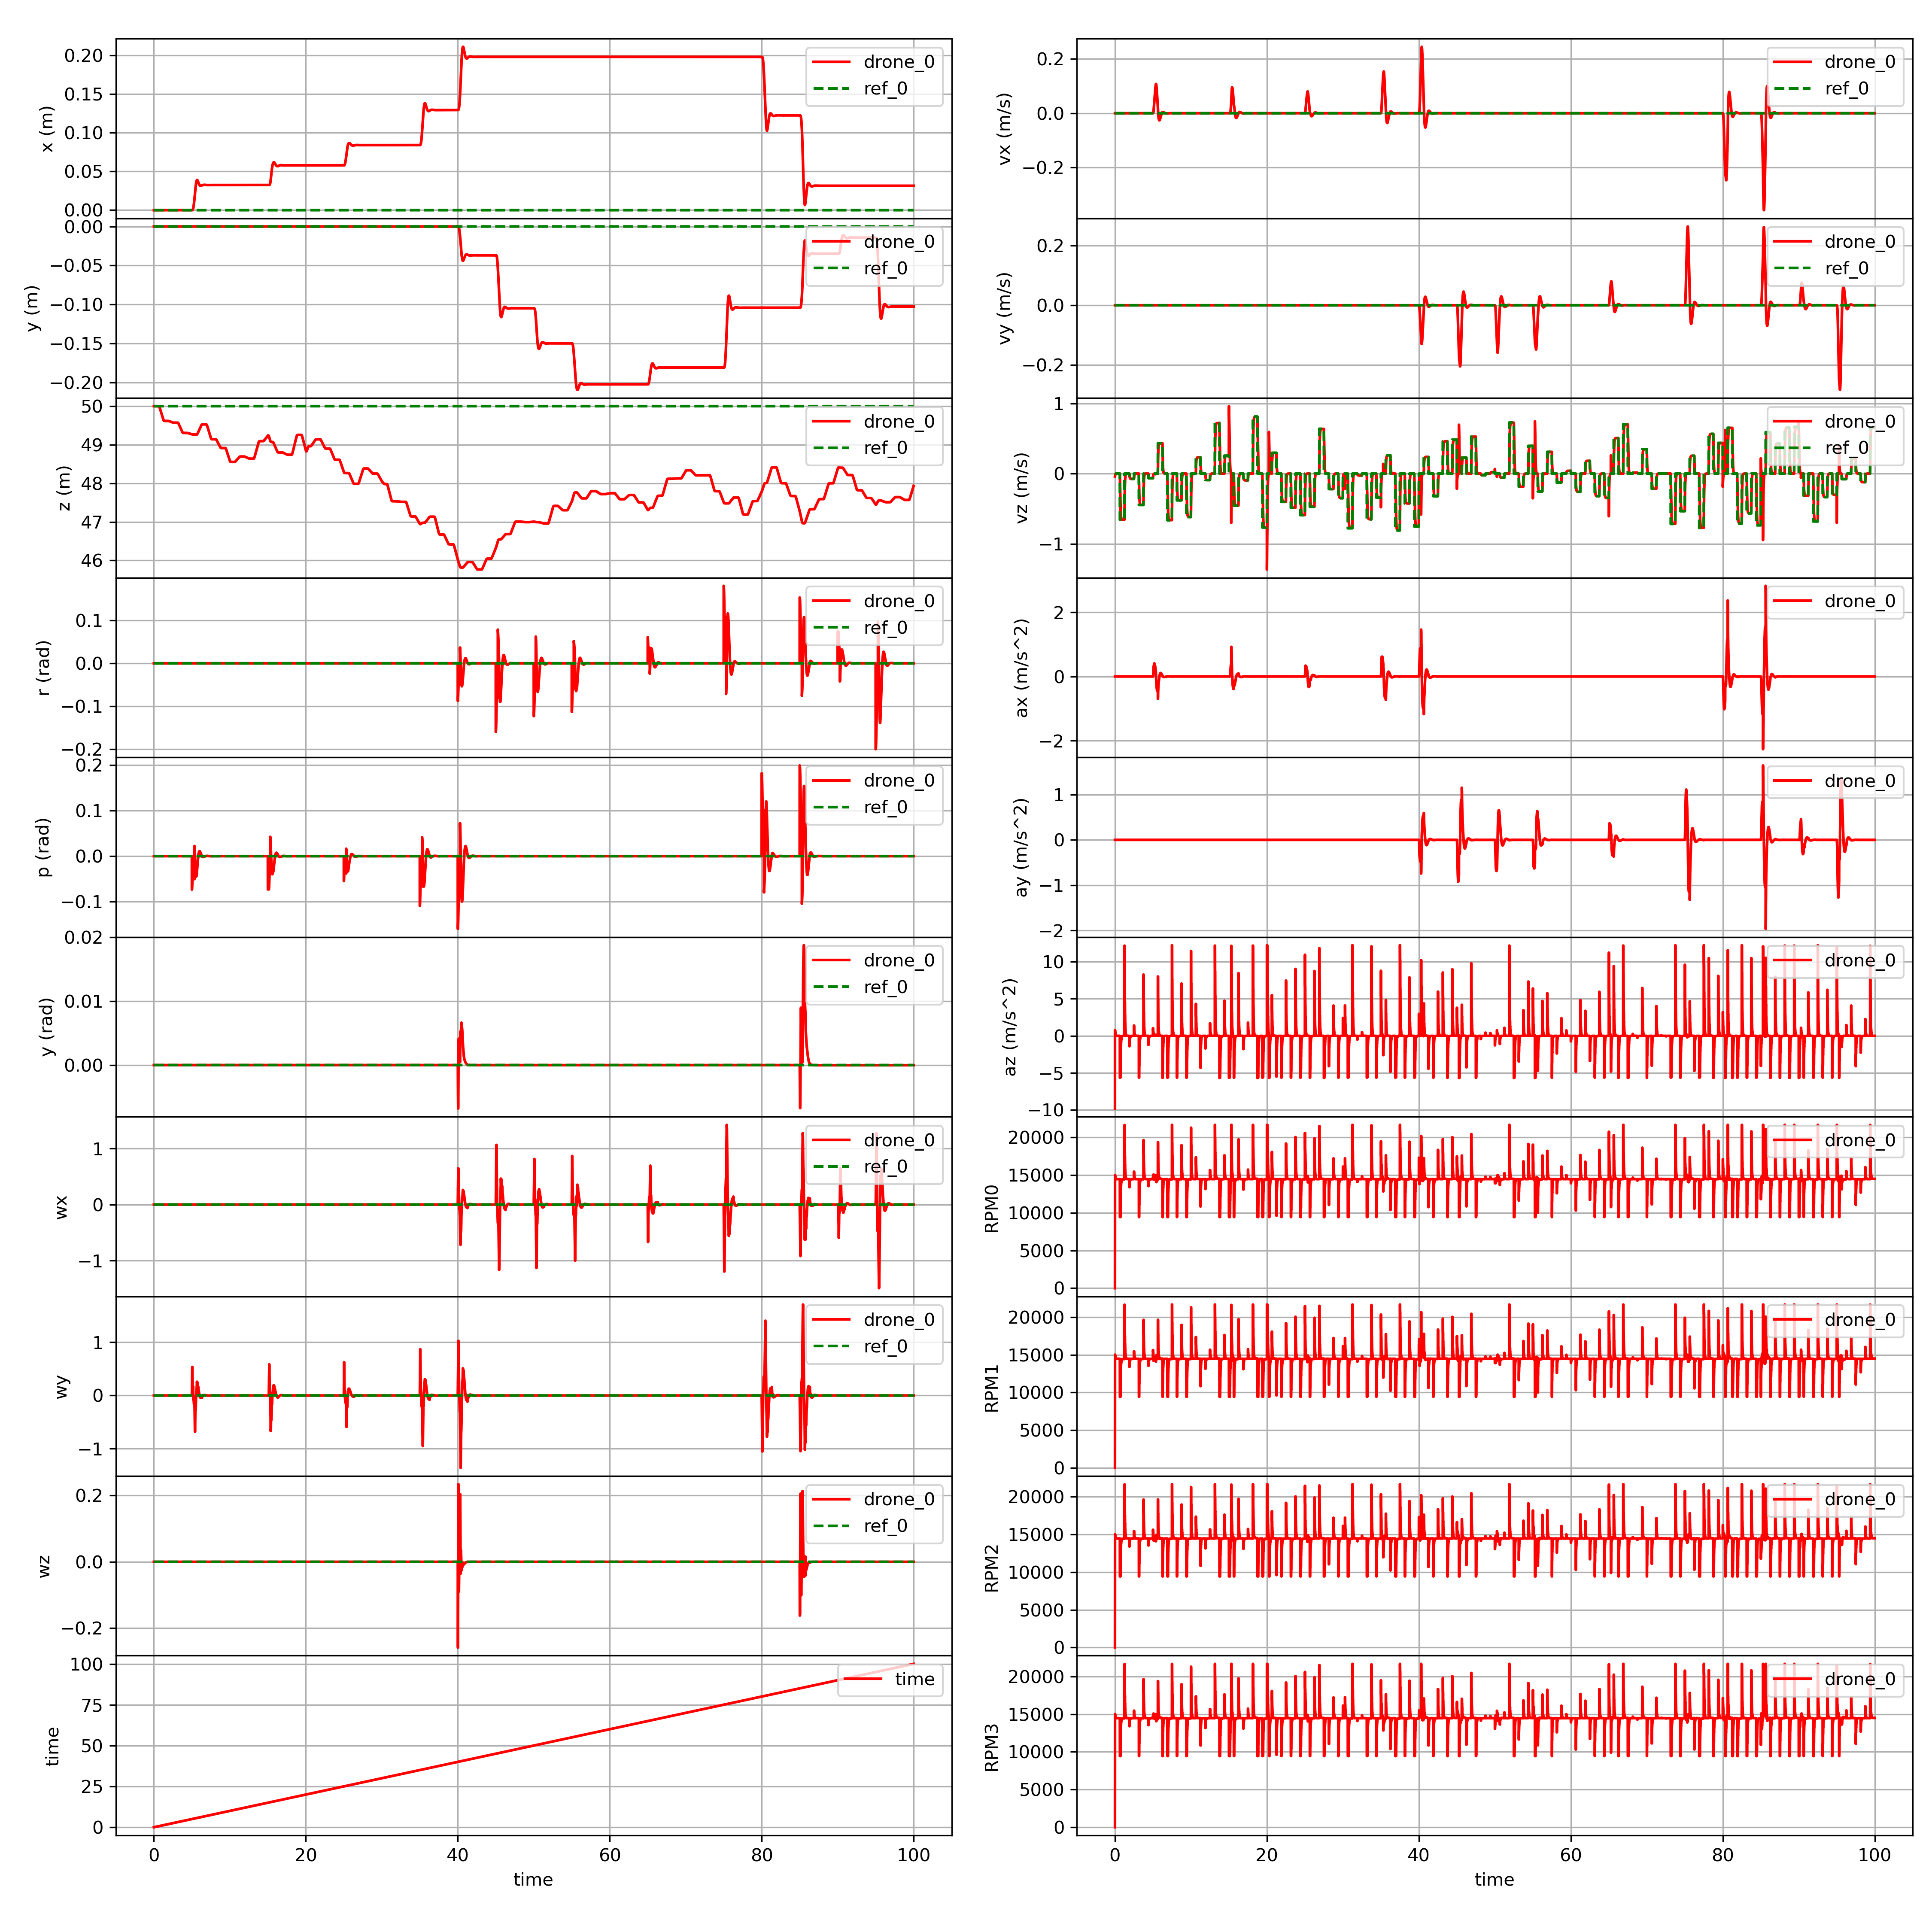 0.20
0.15
0.10
0.05
0.00
x (m)
drone_0
ref_0
0.00
−0.05
−0.10
−0.15
−0.20
y (m)
drone_0
ref_0
50
49
48
47
46
z (m)
drone_0
ref_0
0.1
0.0
−0.1
−0.2
r (rad)
drone_0
ref_0
0.2
0.1
0.0
−0.1
p (rad)
drone_0
ref_0
0.02
0.01
0.00
y (rad)
drone_0
ref_0
1
0
−1
wx
drone_0
ref_0
1
0
−1
wy
drone_0
ref_0
0.2
0.0
−0.2
wz
drone_0
ref_0
100
75
50
25
0
time
time
0
20
40
60
80
100
time
0.2
0.0
−0.2
vx (m/s)
drone_0
ref_0
0.2
0.0
−0.2
vy (m/s)
drone_0
ref_0
1
0
−1
vz (m/s)
drone_0
ref_0
2
0
−2
ax (m/s^2)
drone_0
1
0
−1
−2
ay (m/s^2)
drone_0
10
5
0
−5
−10
az (m/s^2)
drone_0
20000
15000
10000
5000
0
RPM0
drone_0
20000
15000
10000
5000
0
RPM1
drone_0
20000
15000
10000
5000
0
RPM2
drone_0
20000
15000
10000
5000
0
RPM3
drone_0
0
20
40
60
80
100
time